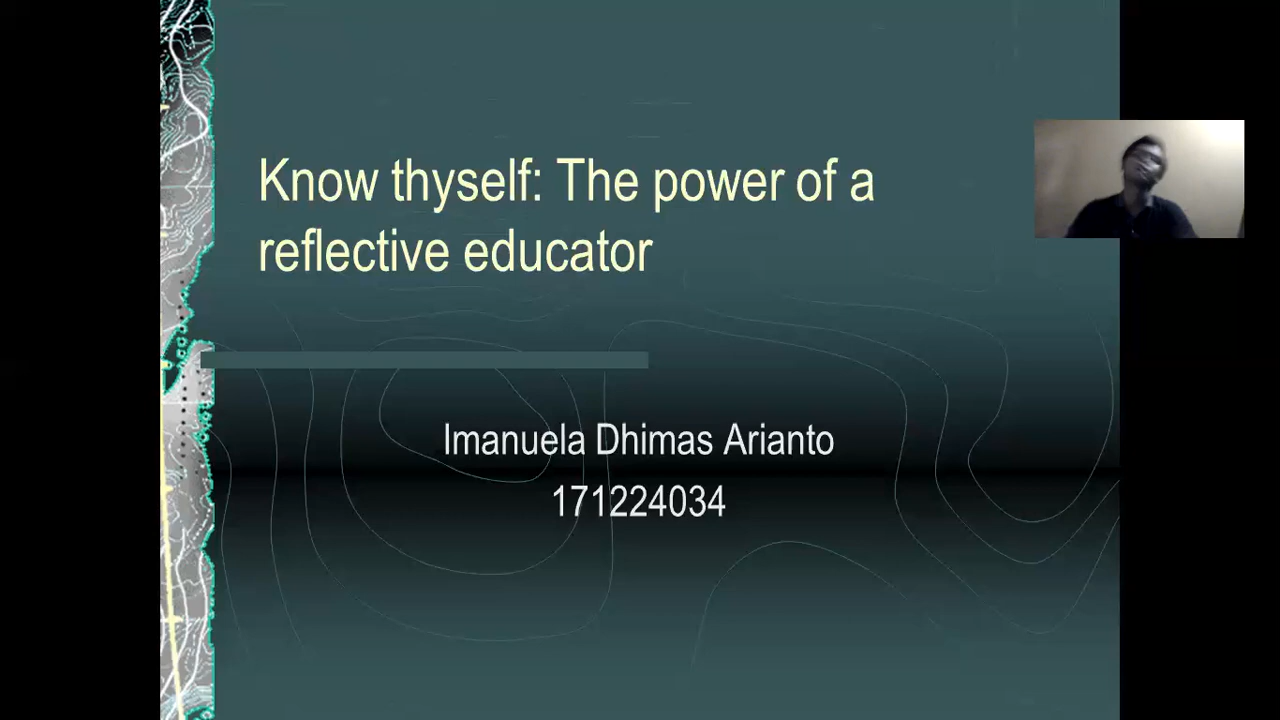 Know thyself: The power of a
reflective educator
Imanuela Dhimas Arianto
171224034